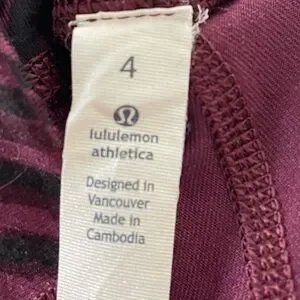 4
lululemon
athletica
Designed in
Vancouver
Made in
Cambodia